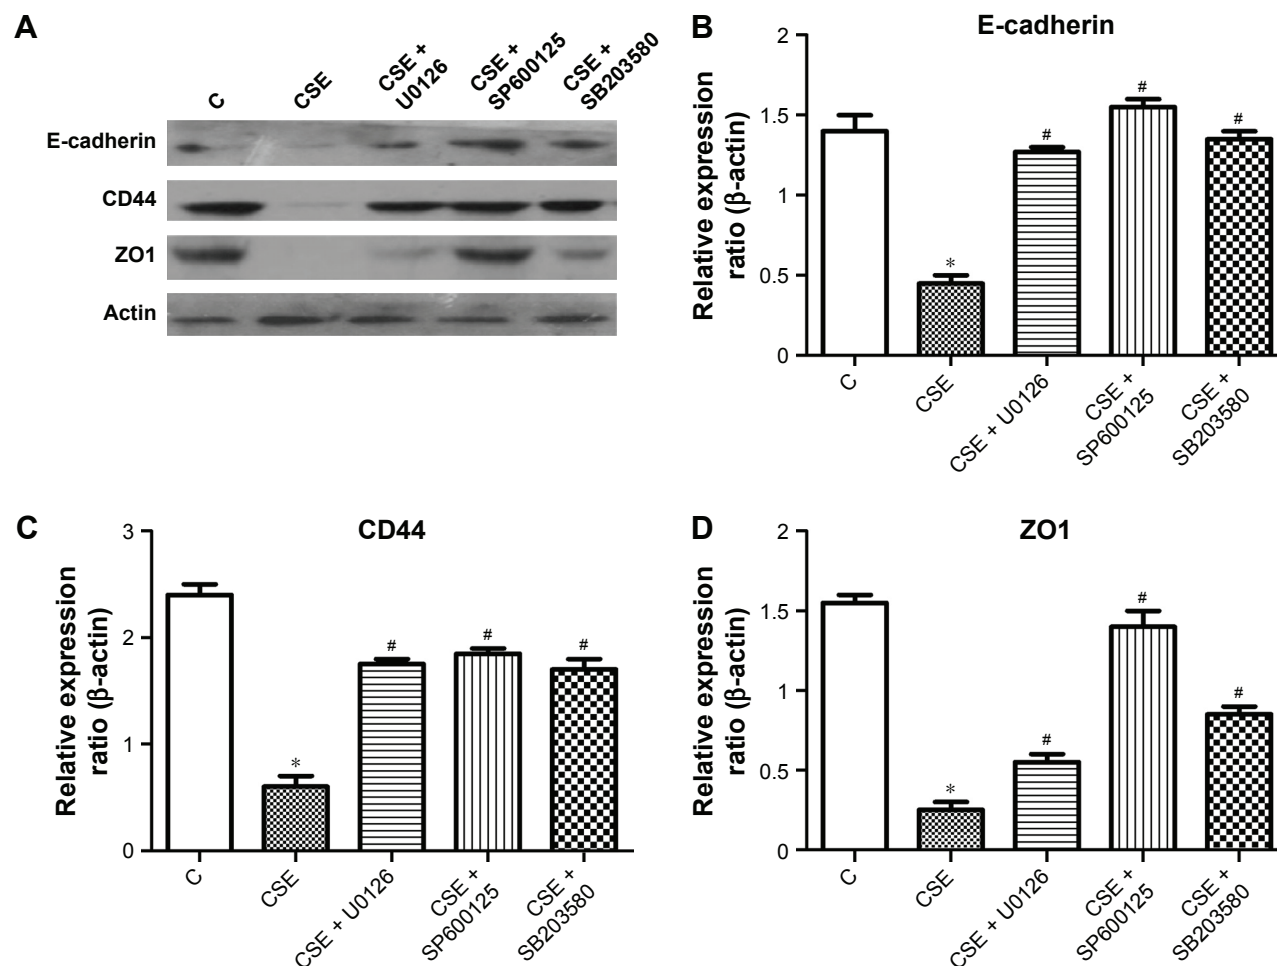 A
C
CSE
CSE +
U0126
CSE +
SP600125
CSE +
SB203580
E-cadherin
CD44
ZO1
Actin
B
E-cadherin
Relative expression
ratio (β-actin)
2
1.5
1
0.5
0
#
#
#
*
C
CSE
CSE + U0126
CSE +
SP600125
CSE +
SB203580
C
CD44
Relative expression
ratio (β-actin)
3
2
1
0
*
#
#
#
C
CSE
CSE + U0126
CSE +
SP600125
CSE +
SB203580
D
ZO1
Relative expression
ratio (β-actin)
2
1.5
1
0.5
0
*
#
#
#
C
CSE
CSE + U0126
CSE +
SP600125
CSE +
SB203580